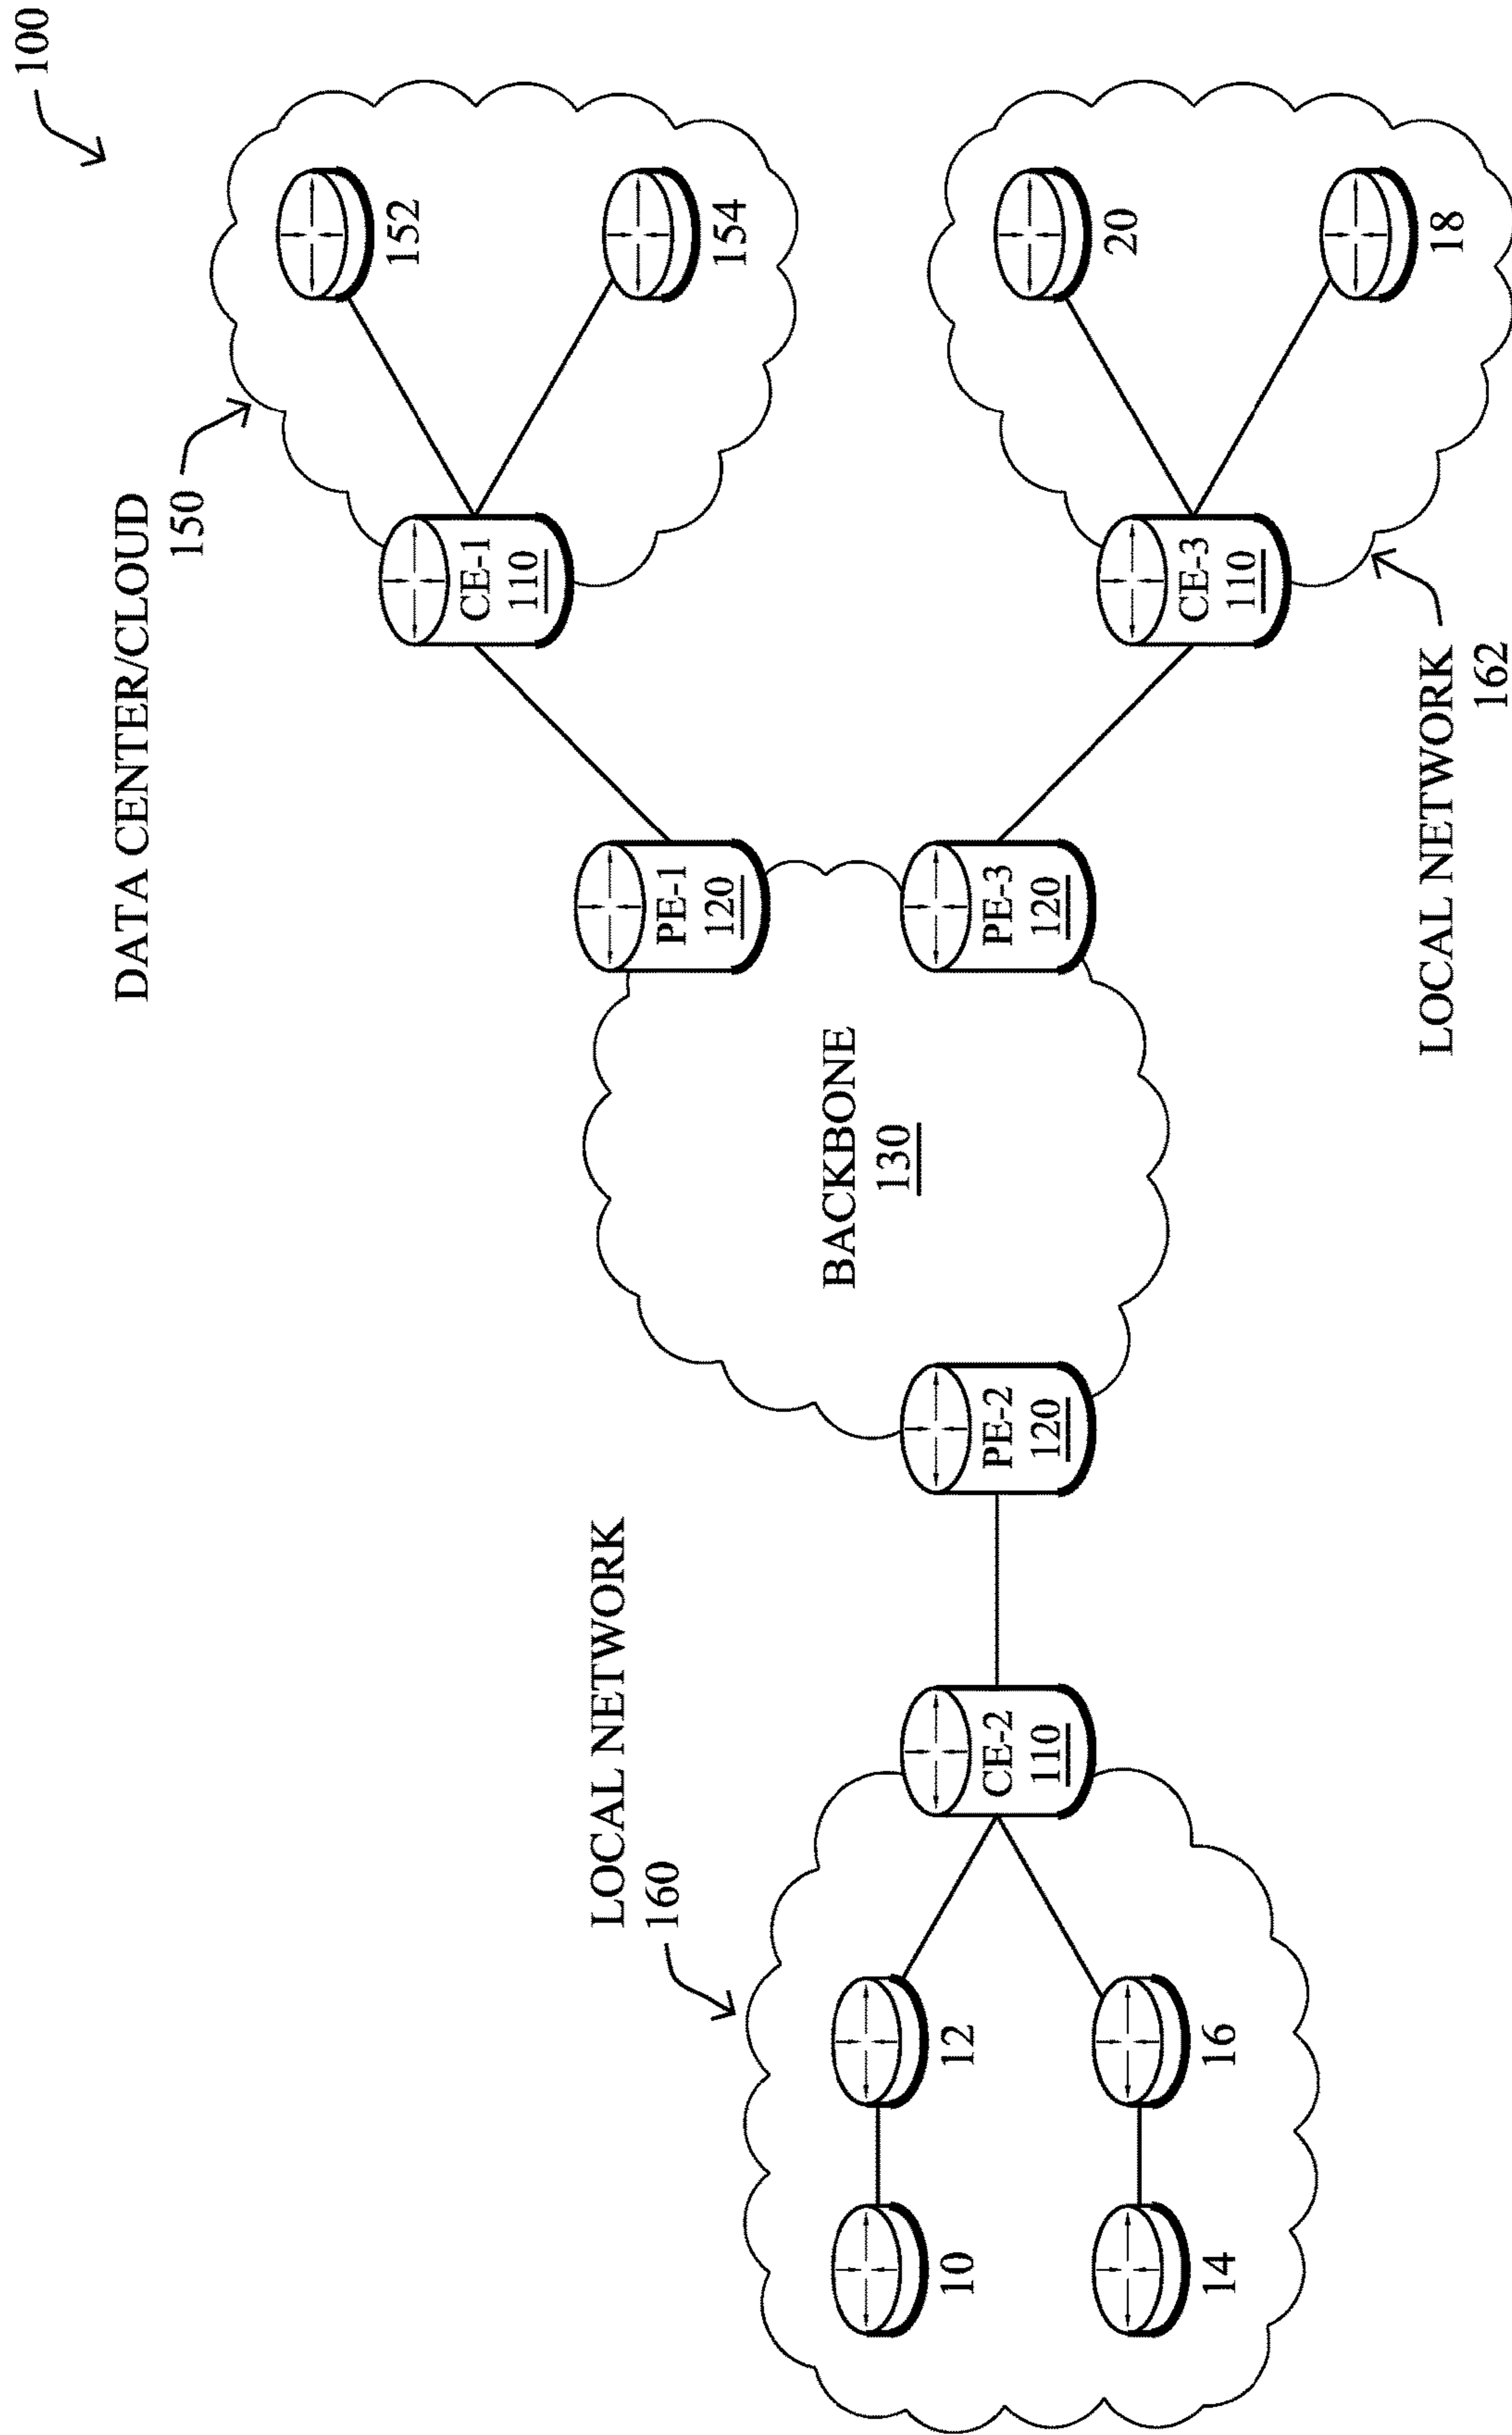 100
DATA CENTER/CLOUD
150
152
154
CE-1
110
PE-1
120
LOCAL NETWORK
160
BACKBONE
130
10
12
14
16
CE-2
110
PE-2
120
PE-3
120
CE-3
110
20
18
LOCAL NETWORK
162